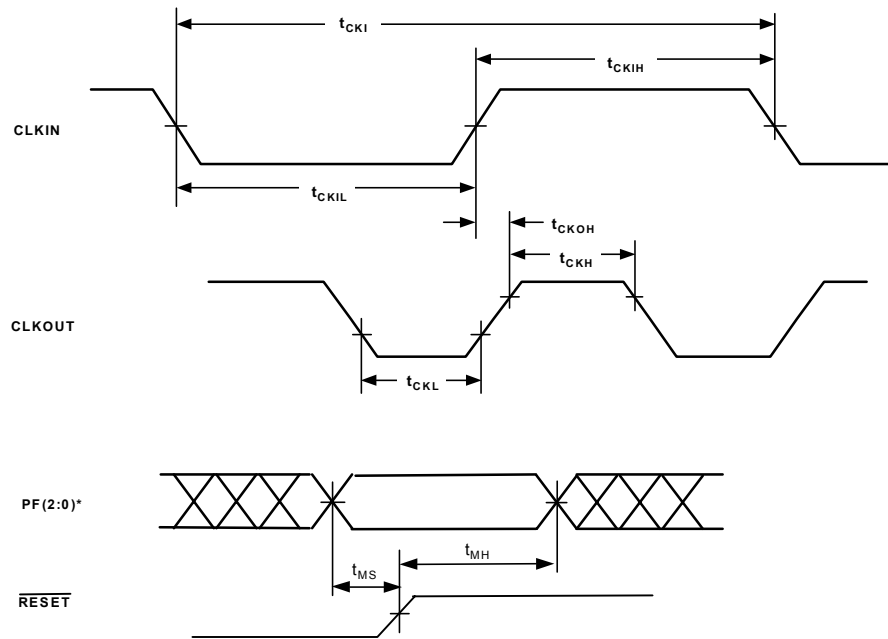 tCKI
tCKIH
CLKIN
tCKIL
tCKOH
tCKH
CLKOUT
tCKL
PF(2:0)*
tMH
tMS
RESET